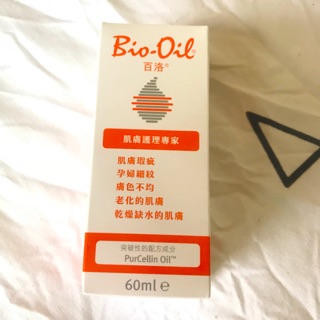 Bio-Oil®
百洛®
肌膚護理專家
肌膚瑕疵
孕婦細紋
膚色不均
老化的肌膚
乾燥缺水的肌膚
突破性的配方成分
PurCellin Oil™
60ml ℮